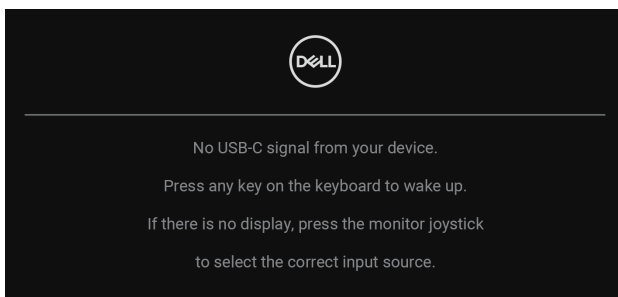 DELL
No USB-C signal from your device.
Press any key on the keyboard to wake up.
If there is no display, press the monitor joystick
to select the correct input source.